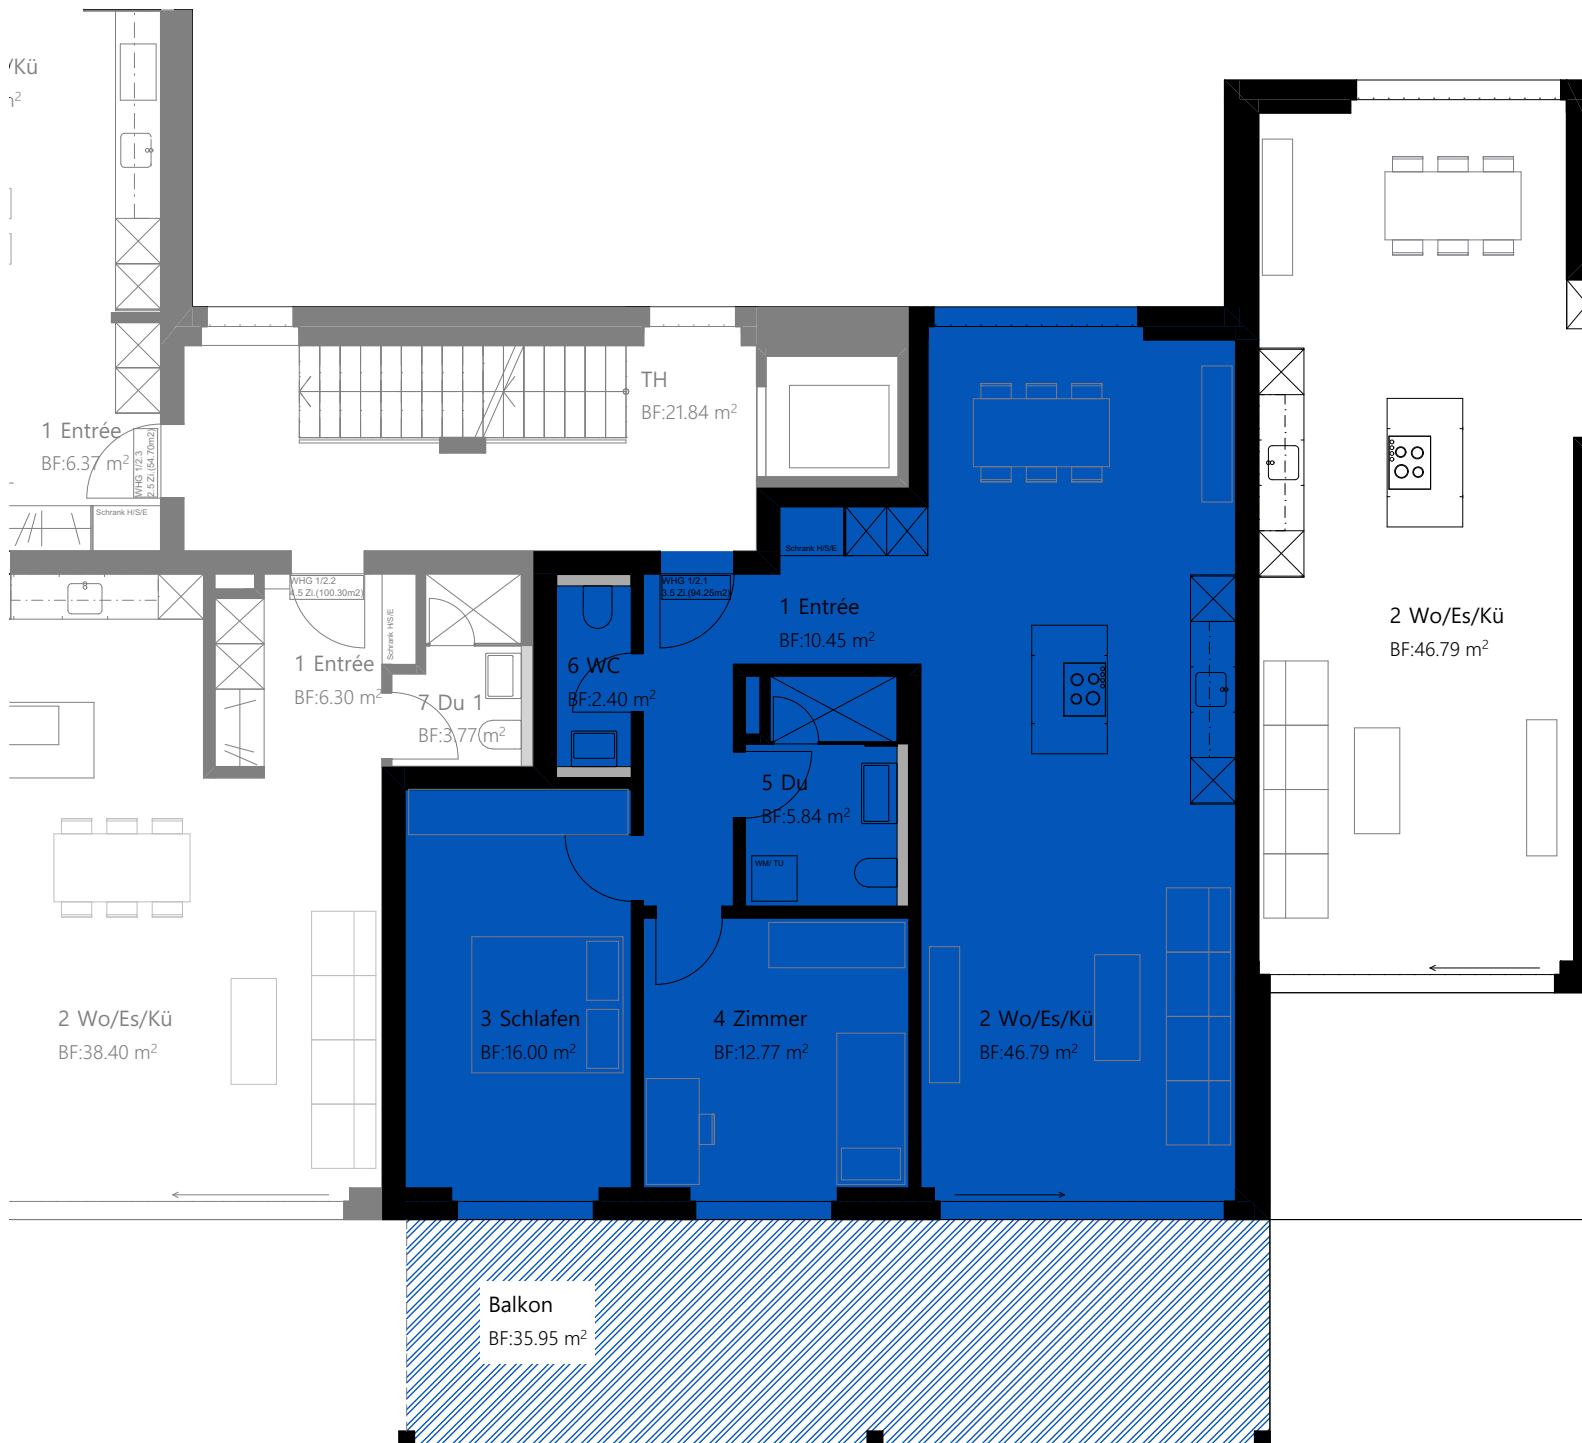 /Kü
m²
TH
BF:21.84 m²
1 Entrée
BF:6.37 m²
WHG 1/2.3
2.5 Zi.(54.70m2)
Schrank H/S/E
Schrank H/S/E
WHG 1/2.2
4.5 Zi.(100.30m2)
WHG 1/2.1
3.5 Zi.(94.25m2)
Schrank H/S/E
1 Entrée
BF:10.45 m²
2 Wo/Es/Kü
BF:46.79 m²
1 Entrée
BF:6.30 m²
7 Du 1
BF:3.77 m²
6 WC
BF:2.40 m²
5 Du
BF:5.84 m²
WM/ TU
2 Wo/Es/Kü
BF:38.40 m²
3 Schlafen
BF:16.00 m²
4 Zimmer
BF:12.77 m²
2 Wo/Es/Kü
BF:46.79 m²
Balkon
BF:35.95 m²